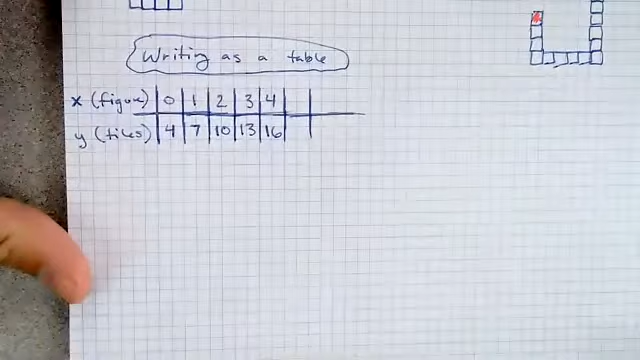 Writing as a table
x (figure) 0 1 2 3 4
y (tiles) 4 7 10 13 16